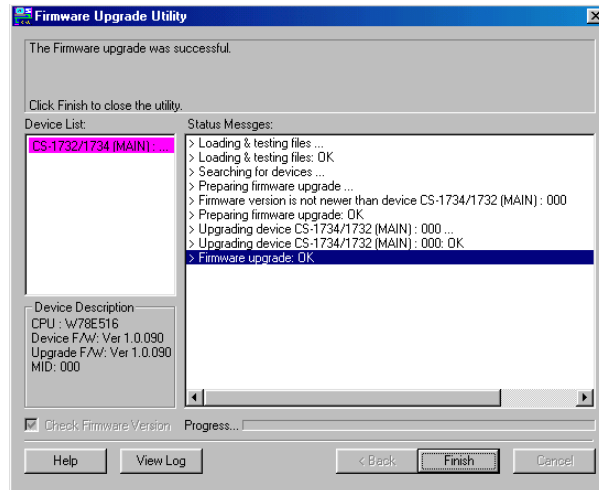 Firmware Upgrade Utility
The Firmware upgrade was successful.
Click Finish to close the utility.
Device List:
Status Messges:
CS-1732/1734 (MAIN) : ...
> Loading & testing files ...
> Loading & testing files: OK
> Searching for devices ...
> Preparing firmware upgrade ...
> Firmware version is not newer than device CS-1734/1732 (MAIN) : 000
> Preparing firmware upgrade: OK
> Upgrading device CS-1734/1732 (MAIN) : 000 ...
> Upgrading device CS-1734/1732 (MAIN) : 000: OK
> Firmware upgrade: OK
Device Description
CPU : W78E516
Device F/W: Ver 1.0.090
Upgrade F/W: Ver 1.0.090
MID: 000
Check Firmware Version
Progress...
Help
View Log
< Back
Finish
Cancel